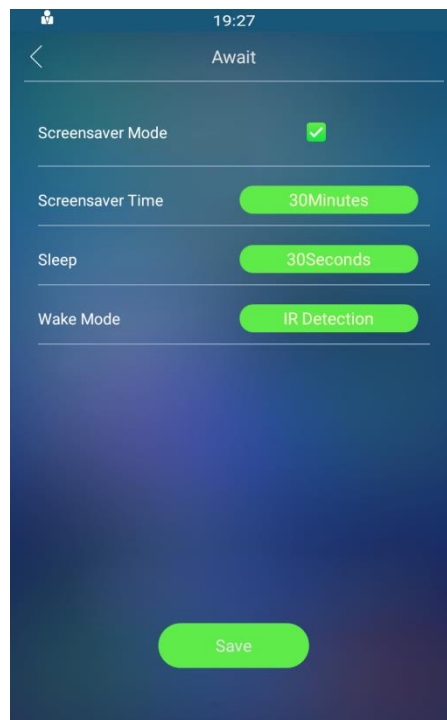 19:27
Await
Screensaver Mode
Screensaver Time 30Minutes
Sleep 30Seconds
Wake Mode IR Detection
Save